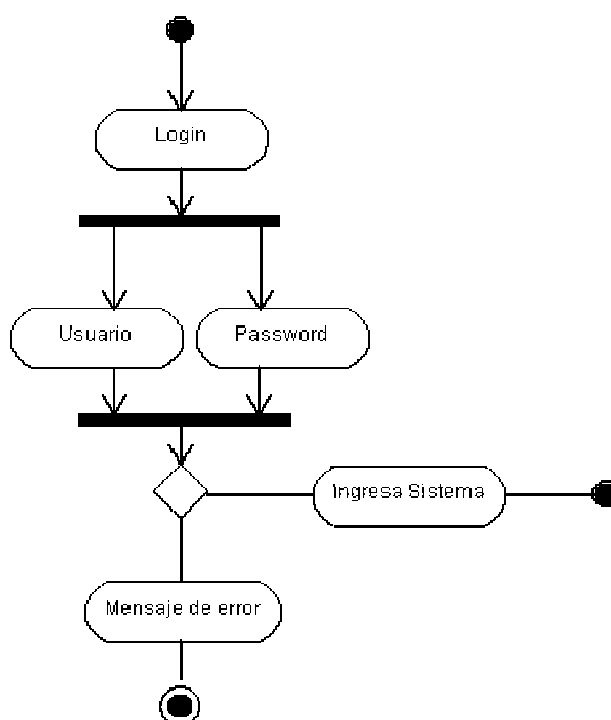 Login
Usuario
Password
Ingresa Sistema
Mensaje de error